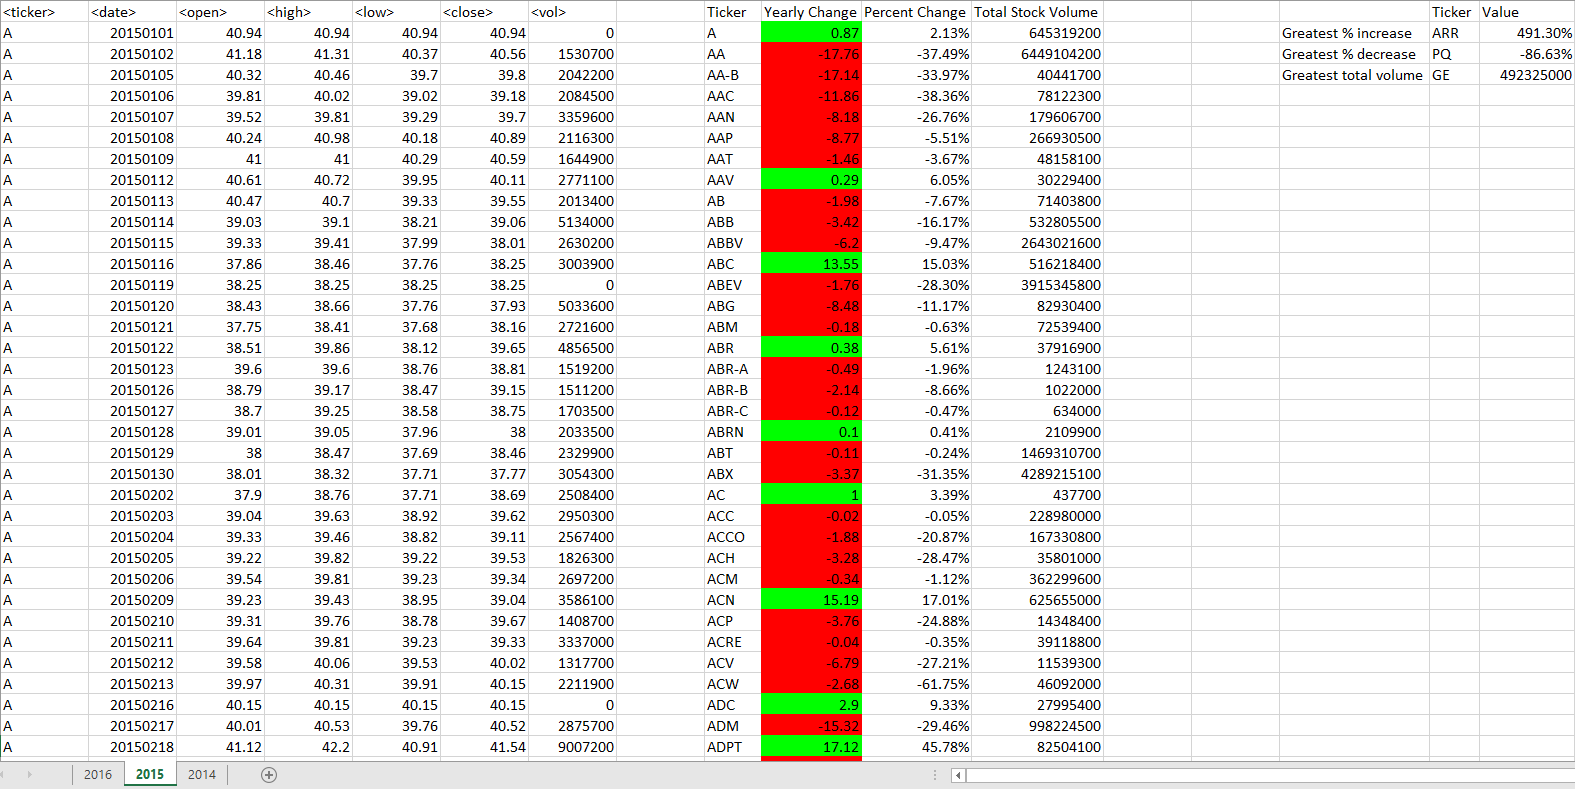 <ticker> <date> <open> <high> <low> <close> <vol> Ticker Yearly Change Percent Change Total Stock Volume Ticker Value
A 20150101 40.94 40.94 40.94 40.94 0 A 0.87 2.13% 645319200 Greatest % increase ARR 491.30%
A 20150102 41.18 41.31 40.37 40.56 1530700 AA -17.76 -37.49% 6449104200 Greatest % decrease PQ -86.63%
A 20150105 40.32 40.46 39.7 39.8 2042200 AA-B -17.14 -33.97% 40441700 Greatest total volume GE 492325000
A 20150106 39.81 40.02 39.02 39.18 2084500 AAC -11.86 -38.36% 78122300
A 20150107 39.52 39.81 39.29 39.7 3359600 AAN -8.18 -26.76% 179606700
A 20150108 40.24 40.98 40.18 40.89 2116300 AAP -8.77 -5.51% 266930500
A 20150109 41 41 40.29 40.59 1644900 AAT -1.46 -3.67% 48158100
A 20150112 40.61 40.72 39.95 40.11 2771100 AAV 0.29 6.05% 30229400
A 20150113 40.47 40.7 39.33 39.55 2013400 AB -1.98 -7.67% 71403800
A 20150114 39.03 39.1 38.21 39.06 5134000 ABB -3.42 -16.17% 532805500
A 20150115 39.33 39.41 37.99 38.01 2630200 ABBV -6.2 -9.47% 2643021600
A 20150116 37.86 38.46 37.76 38.25 3003900 ABC 13.55 15.03% 516218400
A 20150119 38.25 38.25 38.25 38.25 0 ABEV -1.76 -28.30% 3915345800
A 20150120 38.43 38.66 37.76 37.93 5033600 ABG -8.48 -11.17% 82930400
A 20150121 37.75 38.41 37.68 38.16 2721600 ABM -0.18 -0.63% 72539400
A 20150122 38.51 39.86 38.12 39.65 4856500 ABR 0.38 5.61% 37916900
A 20150123 39.6 39.6 38.76 38.81 1519200 ABR-A -0.49 -1.96% 1243100
A 20150126 38.79 39.17 38.47 39.15 1511200 ABR-B -2.14 -8.66% 1022000
A 20150127 38.7 39.25 38.58 38.75 1703500 ABR-C -0.12 -0.47% 634000
A 20150128 39.01 39.05 37.96 38 2033500 ABRN 0.1 0.41% 2109900
A 20150129 38 38.47 37.69 38.46 2329900 ABT -0.11 -0.24% 1469310700
A 20150130 38.01 38.32 37.71 37.77 3054300 ABX -3.37 -31.35% 4289215100
A 20150202 37.9 38.76 37.71 38.69 2508400 AC 1 3.39% 437700
A 20150203 39.04 39.63 38.92 39.62 2950300 ACC -0.02 -0.05% 228980000
A 20150204 39.33 39.46 38.82 39.11 2567400 ACCO -1.88 -20.87% 167330800
A 20150205 39.22 39.82 39.22 39.53 1826300 ACH -3.28 -28.47% 35801000
A 20150206 39.54 39.81 39.23 39.34 2697200 ACM -0.34 -1.12% 362299600
A 20150209 39.23 39.43 38.95 39.04 3586100 ACN 15.19 17.01% 625655000
A 20150210 39.31 39.76 38.78 39.67 1408700 ACP -3.76 -24.88% 14348400
A 20150211 39.64 39.81 39.23 39.33 3337000 ACRE -0.04 -0.35% 39118800
A 20150212 39.58 40.06 39.53 40.02 1317700 ACV -6.79 -27.21% 11539300
A 20150213 39.97 40.31 39.91 40.15 2211900 ACW -2.68 -61.75% 46092000
A 20150216 40.15 40.15 40.15 40.15 0 ADC 2.9 9.33% 27995400
A 20150217 40.01 40.53 39.76 40.52 2875700 ADM -15.32 -29.46% 998224500
A 20150218 41.12 42.2 40.91 41.54 9007200 ADPT 17.12 45.78% 82504100
2016 2015 2014